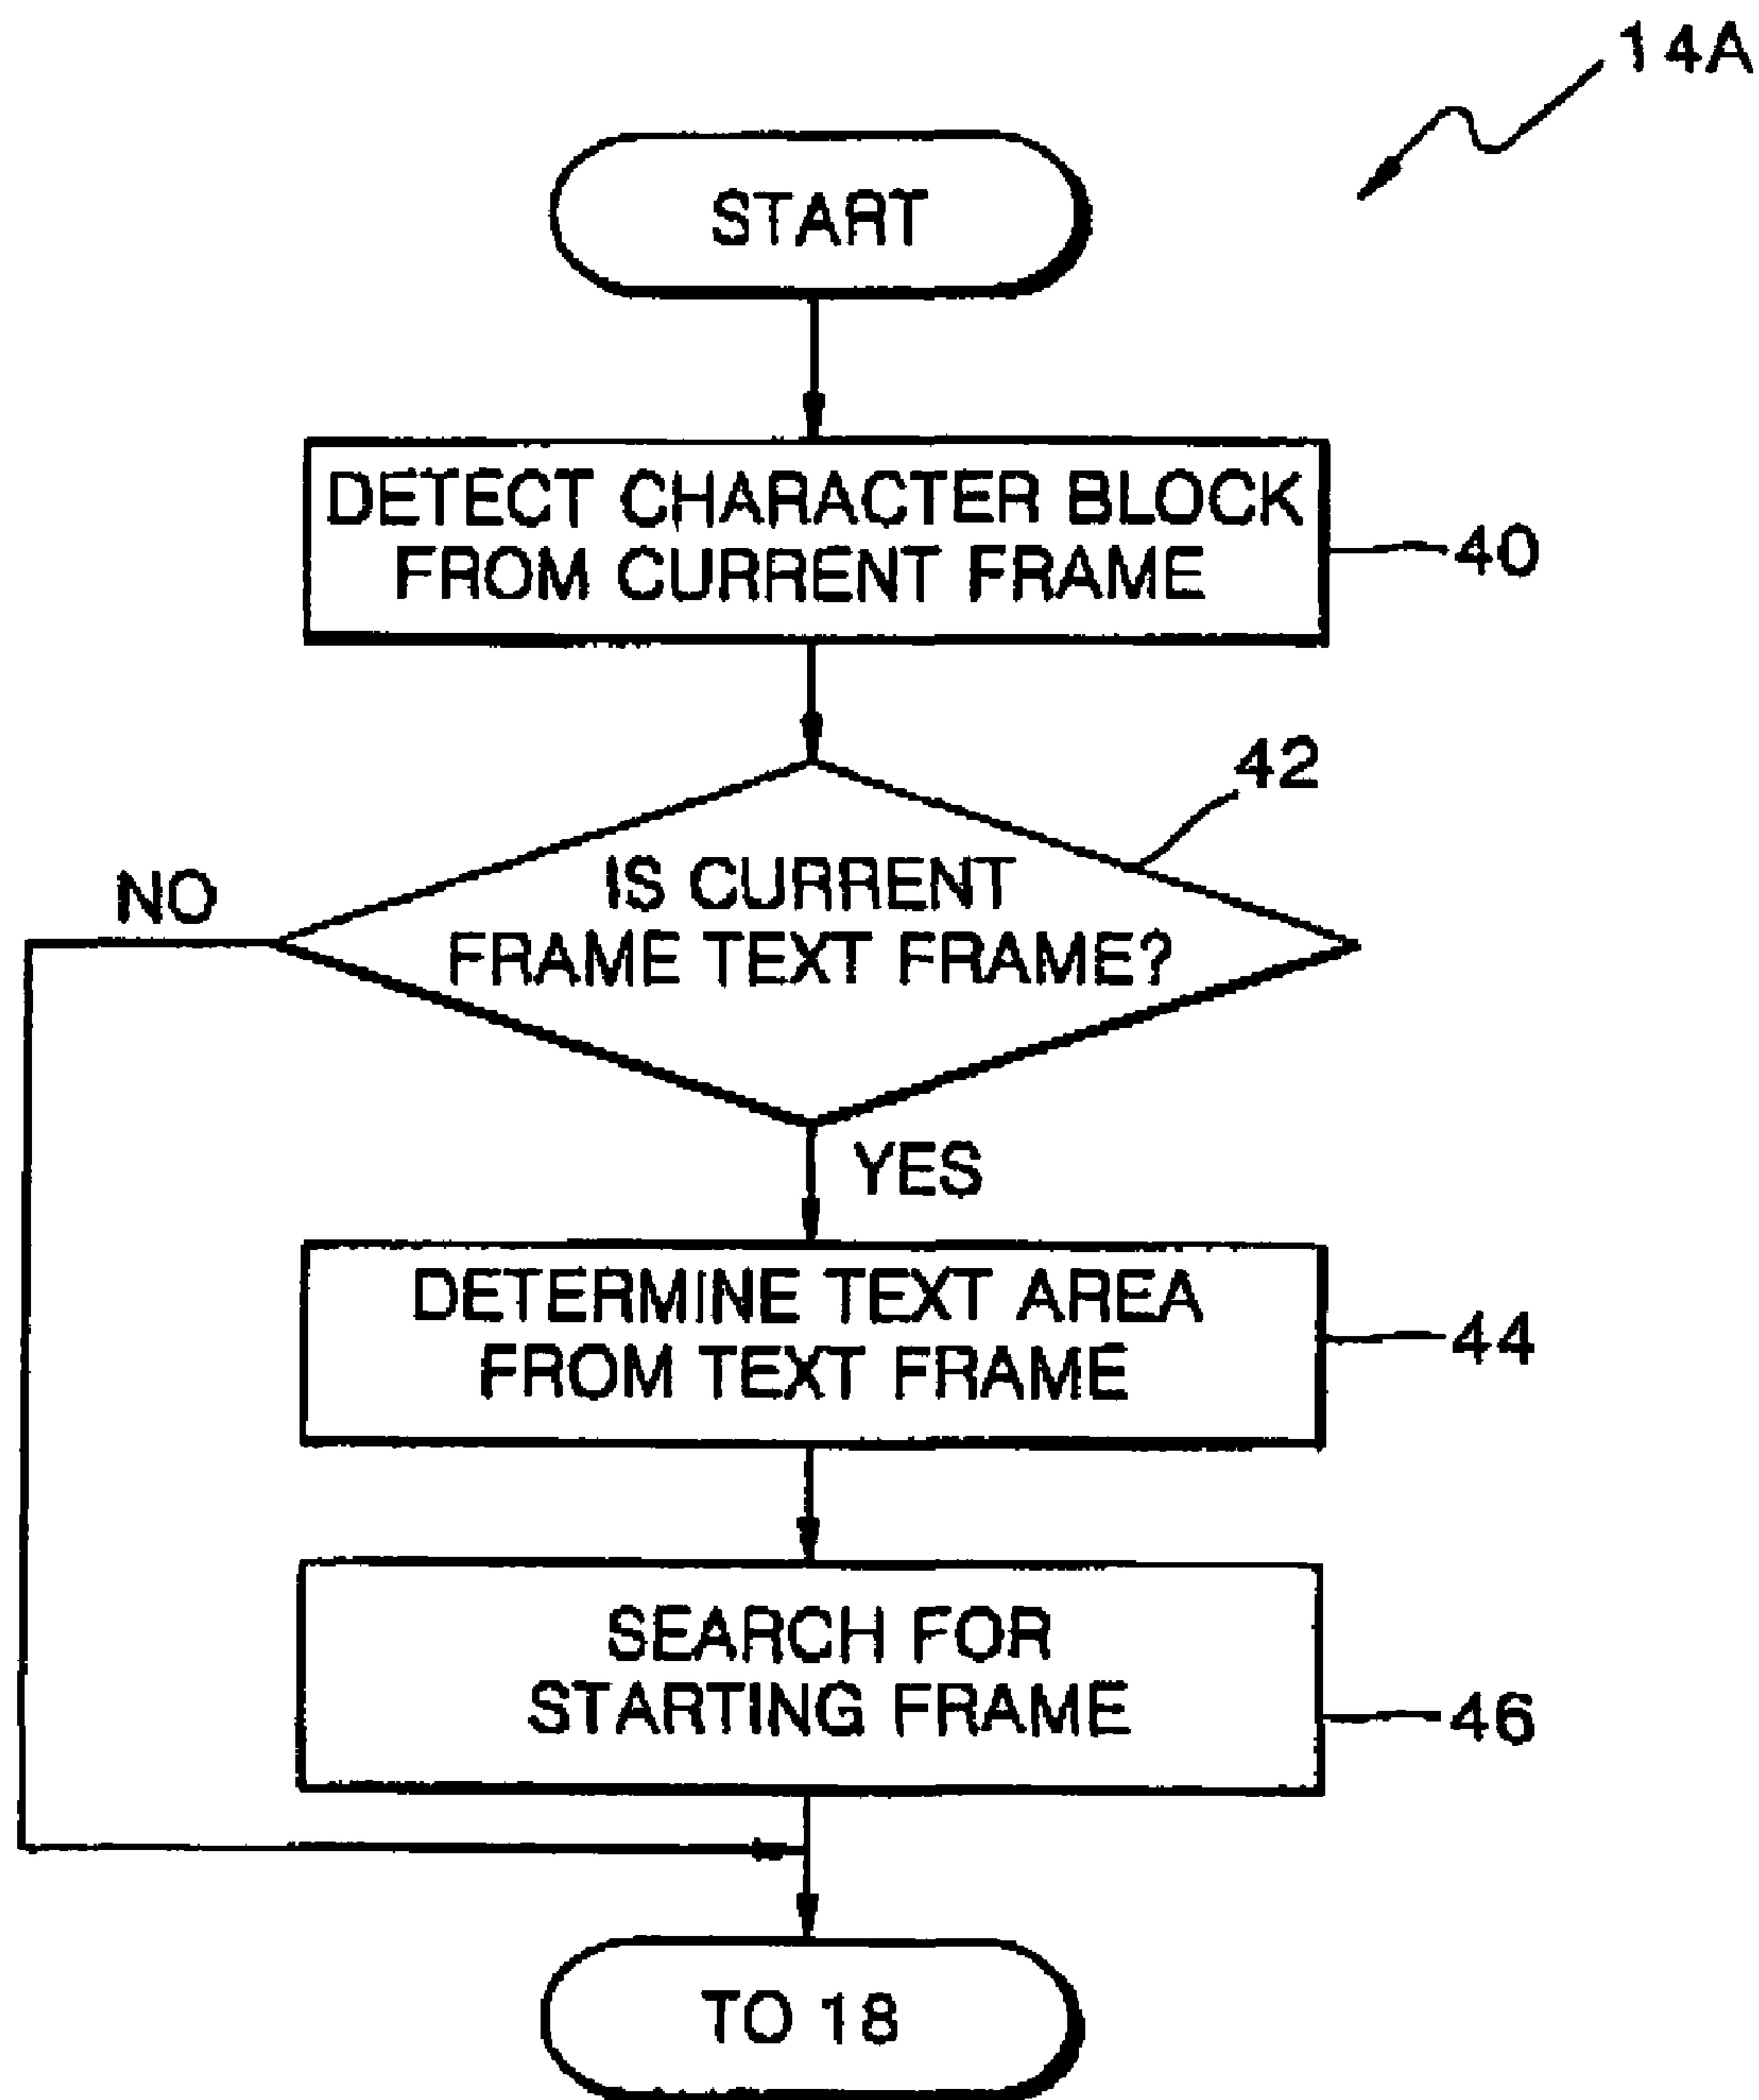 14A
START
DETECT CHARACTER BLOCK
FROM CURRENT FRAME
40
42
IS CURRENT
FRAME TEXT FRAME?
NO
YES
DETERMINE TEXT AREA
FROM TEXT FRAME
44
SEARCH FOR
STARTING FRAME
46
TO 18